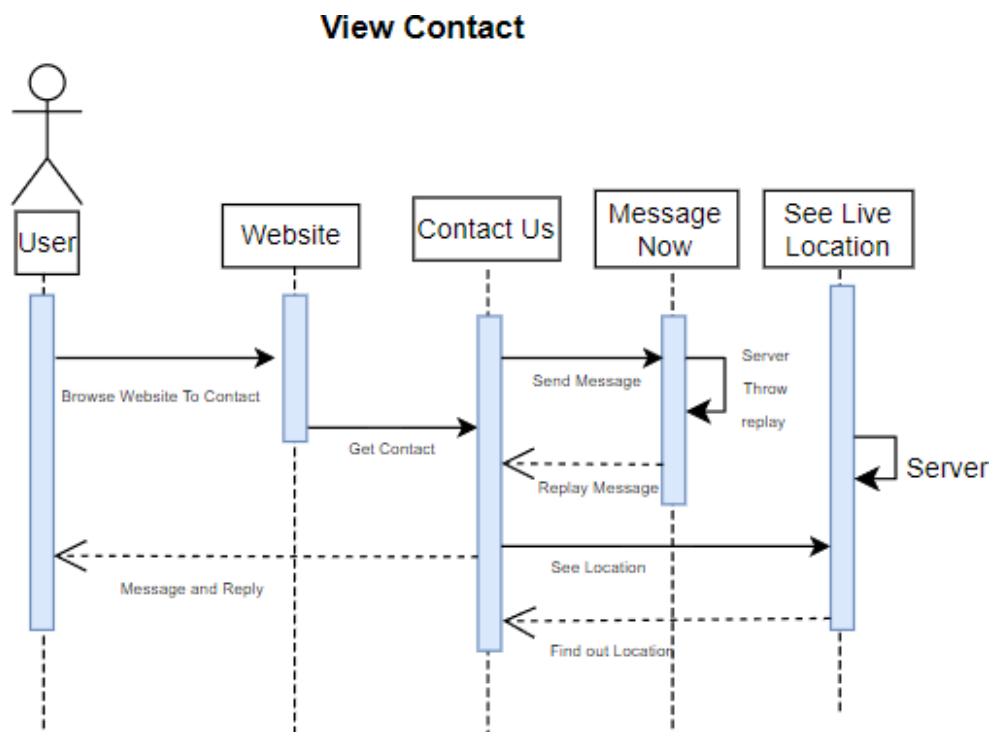 View Contact
User
Website
Contact Us
Message
Now
See Live
Location
Browse Website To Contact
Send Message
Server
Throw
replay
Get Contact
Server
Replay Message
See Location
Message and Reply
Find out Location